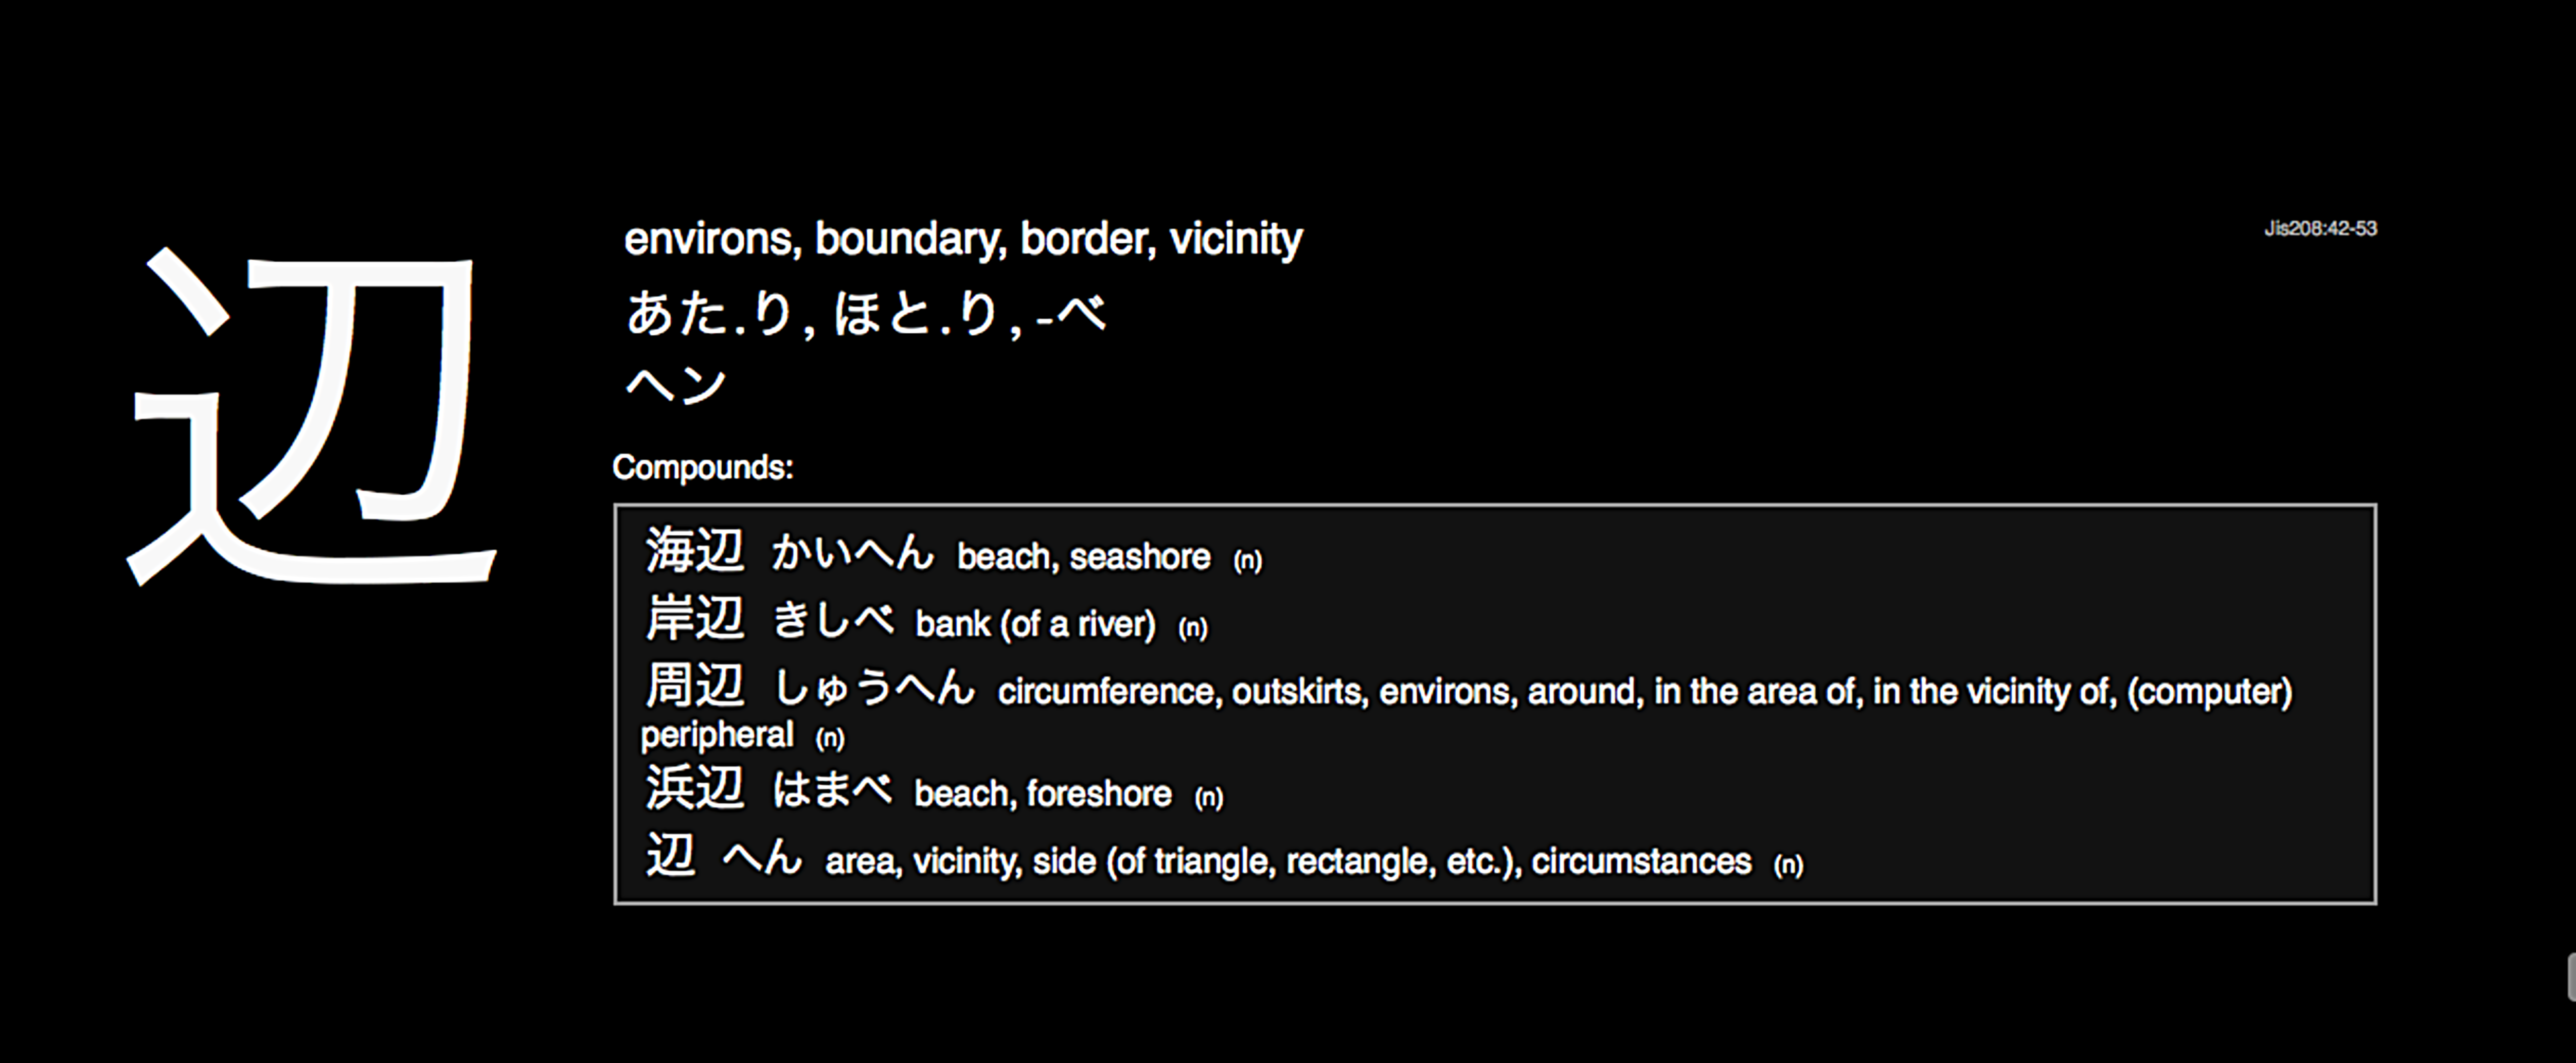 辺
environs, boundary, border, vicinity
Jis208:42-53
あた.り, ほと.り, -べ
ヘン
Compounds:
海辺 かいへん beach, seashore (n)
岸辺 きしべ bank (of a river) (n)
周辺 しゅうへん circumference, outskirts, environs, around, in the area of, in the vicinity of, (computer)
peripheral (n)
浜辺 はまべ beach, foreshore (n)
辺 へん area, vicinity, side (of triangle, rectangle, etc.), circumstances (n)